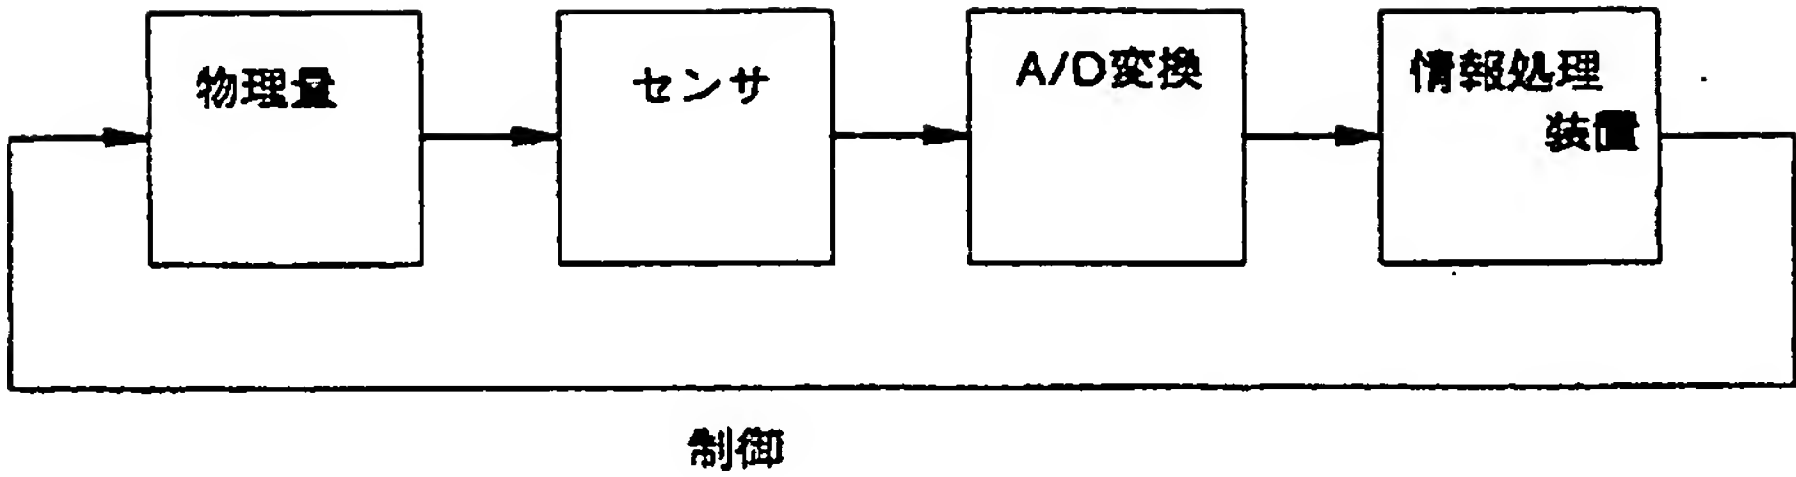 物理量
センサ
A/D変換
情報処理
装置
制御